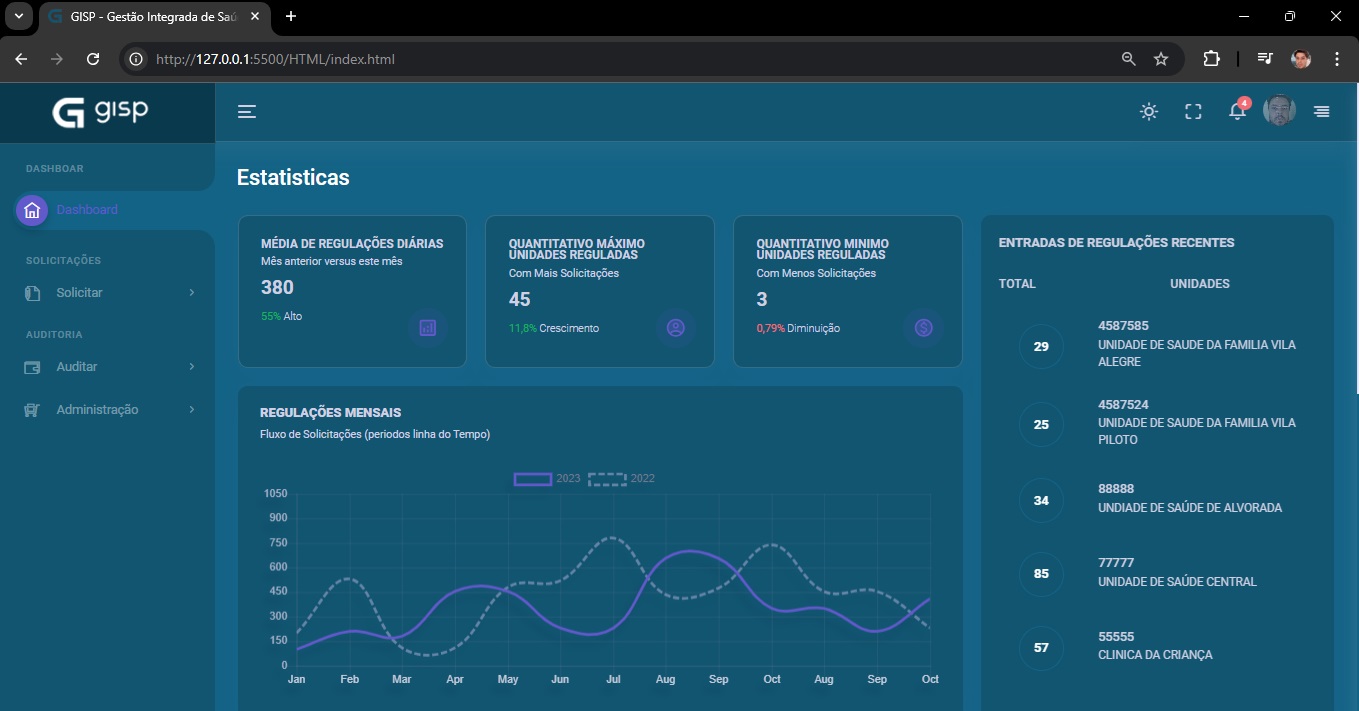 GISP - Gestão Integrada de Saú
http://127.0.0.1:5500/HTML/index.html
gisp
4
DASHBOAR
Dashboard
SOLICITAÇÕES
Solicitar
AUDITORIA
Auditar
Administração
Estatisticas
MÉDIA DE REGULAÇÕES DIÁRIAS
Mês anterior versus este mês
380
55% Alto
QUANTITATIVO MÁXIMO
UNIDADES REGULADAS
Com Mais Solicitações
45
11,8% Crescimento
QUANTITATIVO MINIMO
UNIDADES REGULADAS
Com Menos Solicitações
3
0,79% Diminuição
REGULAÇÕES MENSAIS
Fluxo de Solicitações (periodos linha do Tempo)
2023 2022
1050
900
750
600
450
300
150
0
Jan Feb Mar Apr May Jun Jul Aug Sep Oct Aug Sep Oct
ENTRADAS DE REGULAÇÕES RECENTES
TOTAL UNIDADES
29
4587585
UNIDADE DE SAUDE DA FAMILIA VILA
ALEGRE
25
4587524
UNIDADE DE SAUDE DA FAMILIA VILA
PILOTO
34
88888
UNDIADE DE SAÚDE DE ALVORADA
85
77777
UNIDADE DE SAÚDE CENTRAL
57
55555
CLINICA DA CRIANÇA